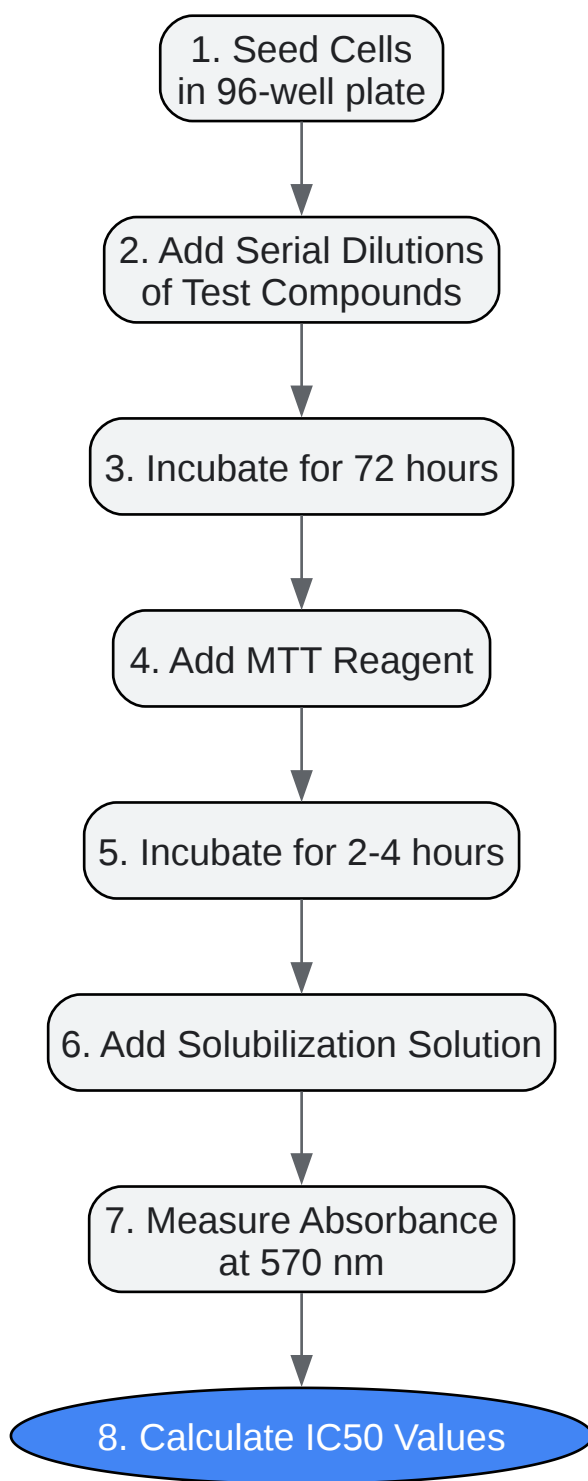 1. Seed Cells
in 96-well plate
2. Add Serial Dilutions
of Test Compounds
3. Incubate for 72 hours
4. Add MTT Reagent
5. Incubate for 2-4 hours
6. Add Solubilization Solution
7. Measure Absorbance
at 570 nm
8. Calculate IC50 Values